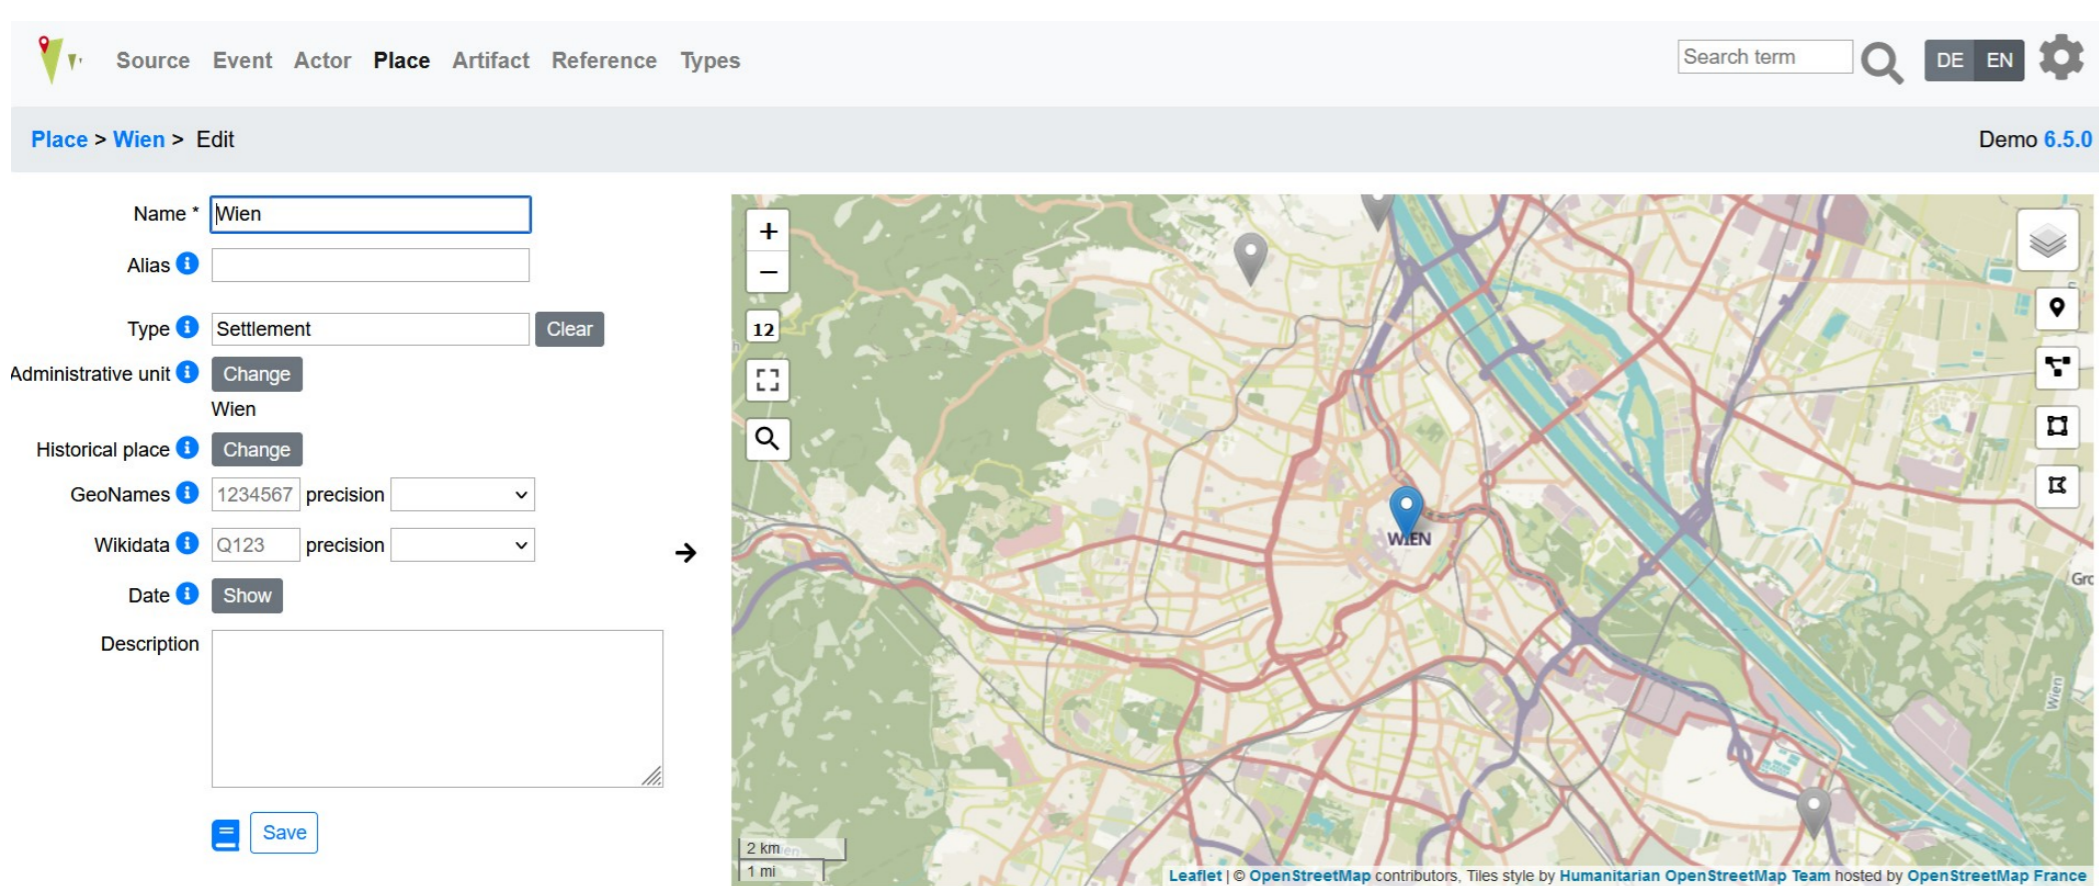 Source Event Actor Place Artifact Reference Types
Search term DE EN
Place > Wien > Edit
Demo 6.5.0
Name * Wien
Alias
Type Settlement Clear
Administrative unit Change
Wien
Historical place Change
GeoNames 1234567 precision
Wikidata Q123 precision
Date Show
Description
Save
+
−
12
WIEN
Gro
Wien
2 km
1 mi
Leaflet | © OpenStreetMap contributors, Tiles style by Humanitarian OpenStreetMap Team hosted by OpenStreetMap France